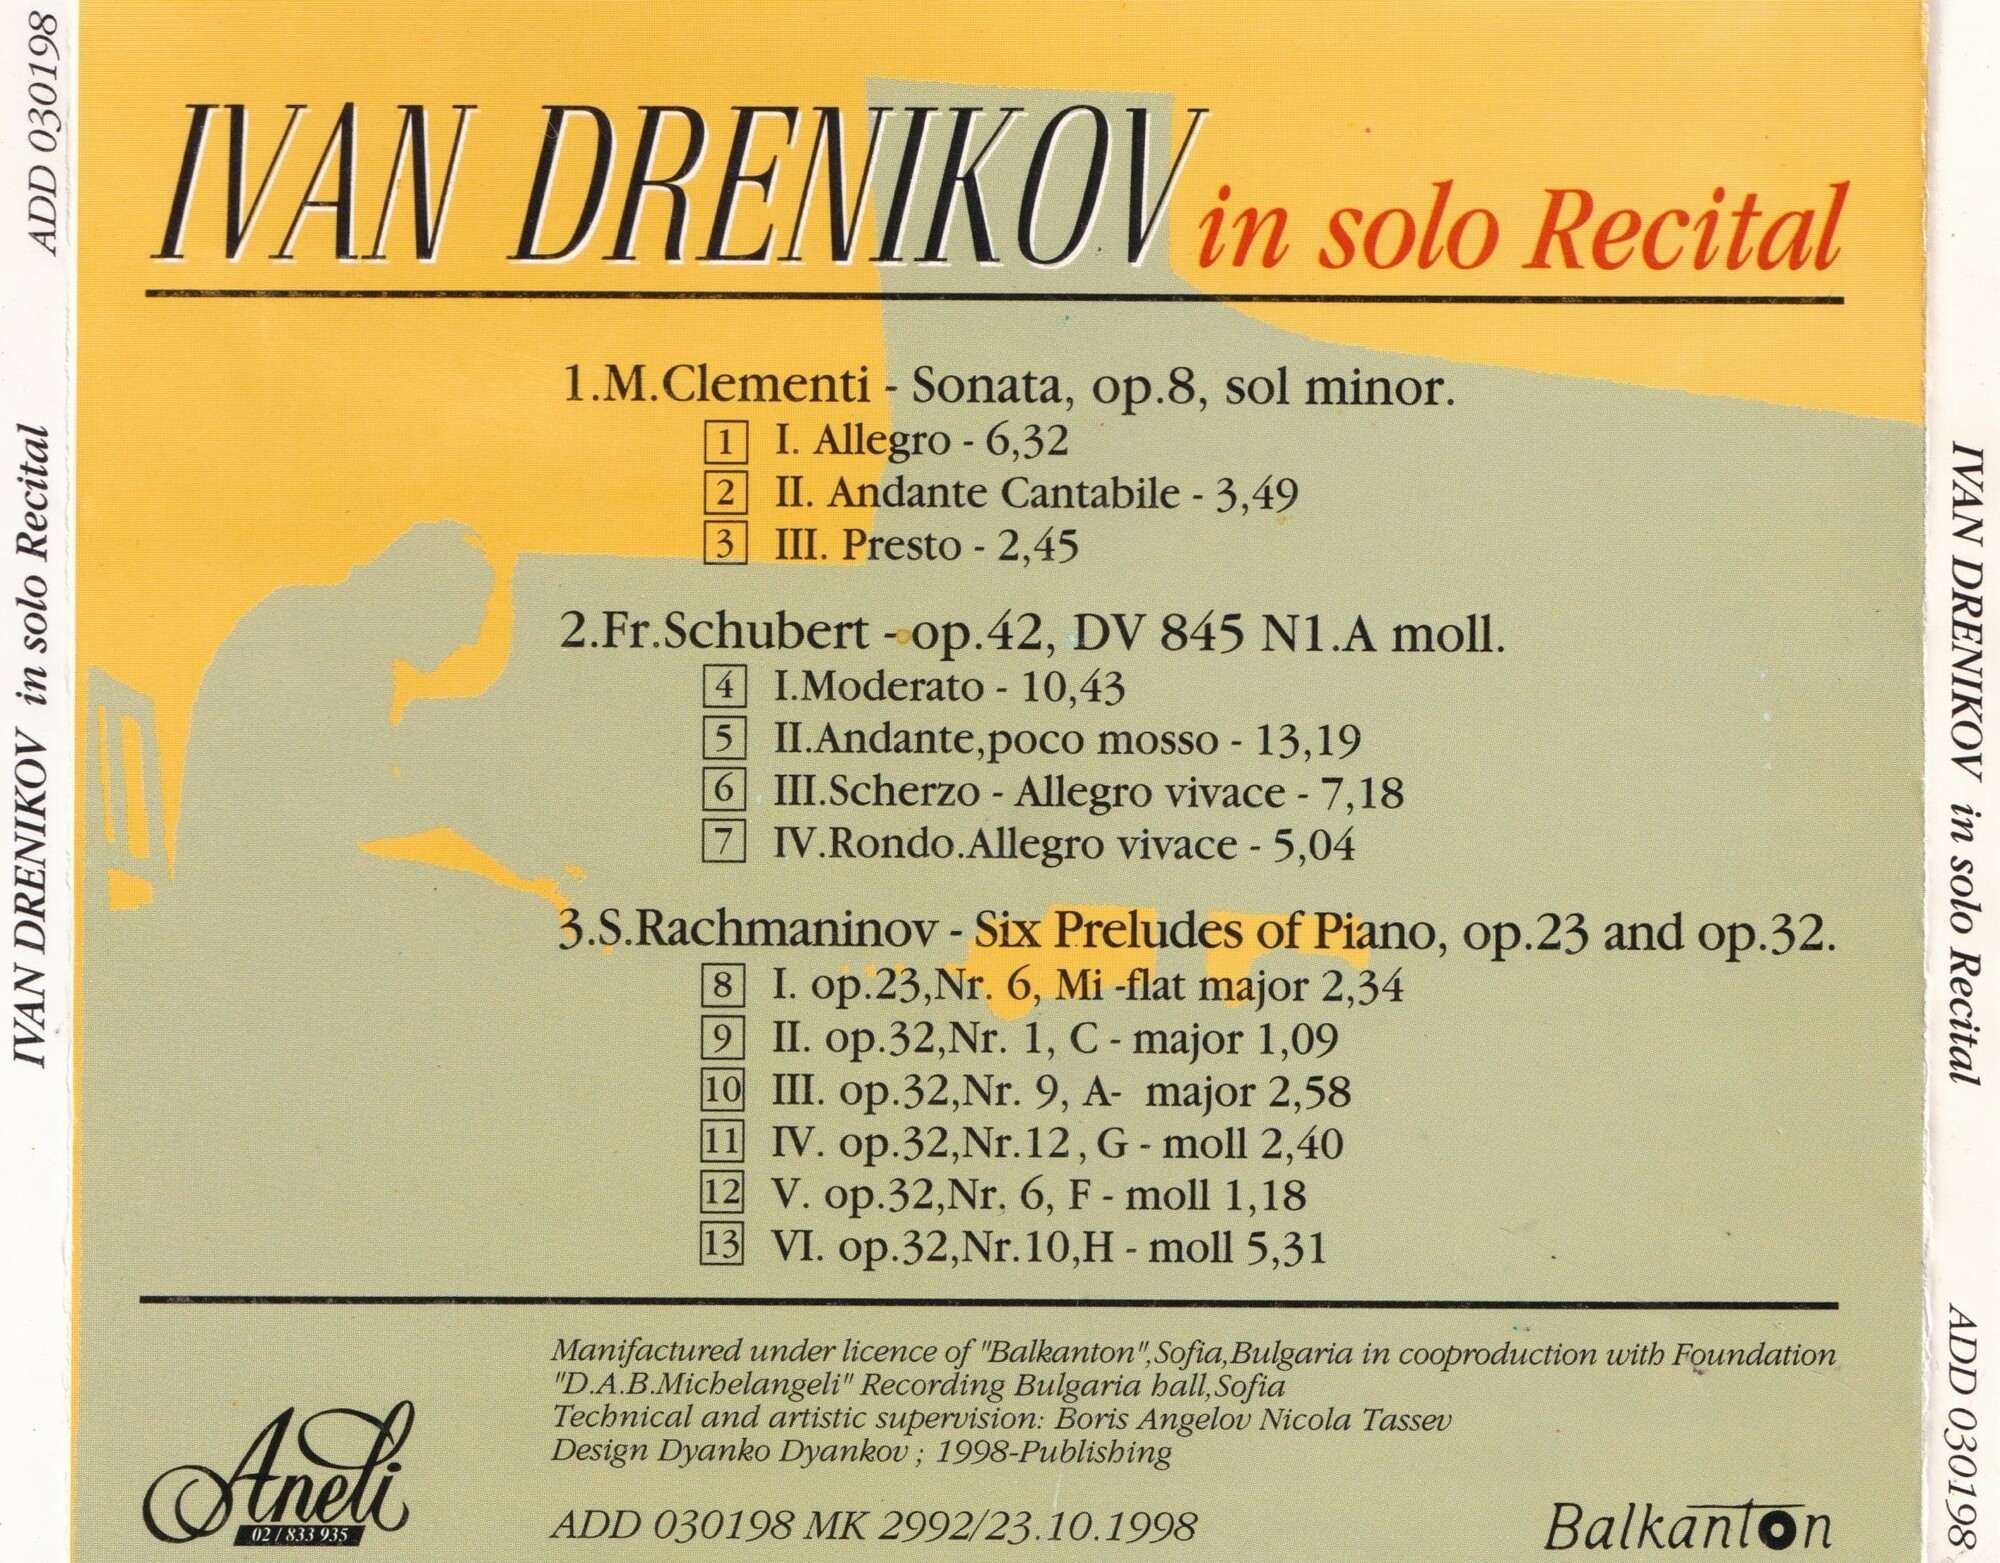 ADD 030198
IVAN DRENIKOV in solo Recital
IVAN DRENIKOV in solo Recital
1.M.Clementi - Sonata, op.8, sol minor.
1 I. Allegro - 6,32
2 II. Andante Cantabile - 3,49
3 III. Presto - 2,45
2.Fr.Schubert - op.42, DV 845 N1.A moll.
4 I.Moderato - 10,43
5 II.Andante,poco mosso - 13,19
6 III.Scherzo - Allegro vivace - 7,18
7 IV.Rondo.Allegro vivace - 5,04
3.S.Rachmaninov - Six Preludes of Piano, op.23 and op.32.
8 I. op.23,Nr. 6, Mi -flat major 2,34
9 II. op.32,Nr. 1, C - major 1,09
10 III. op.32,Nr. 9, A- major 2,58
11 IV. op.32,Nr.12 , G - moll 2,40
12 V. op.32,Nr. 6, F - moll 1,18
13 VI. op.32,Nr.10,H - moll 5,31
Manifactured under licence of "Balkanton",Sofia,Bulgaria in cooproduction with Foundation
"D.A.B.Michelangeli" Recording Bulgaria hall,Sofia
Technical and artistic supervision: Boris Angelov Nicola Tassev
Design Dyanko Dyankov ; 1998-Publishing
ADD 030198 MK 2992/23.10.1998
Aneli
02 / 833 935
Balkanton
IVAN DRENIKOV in solo Recital
ADD 030198